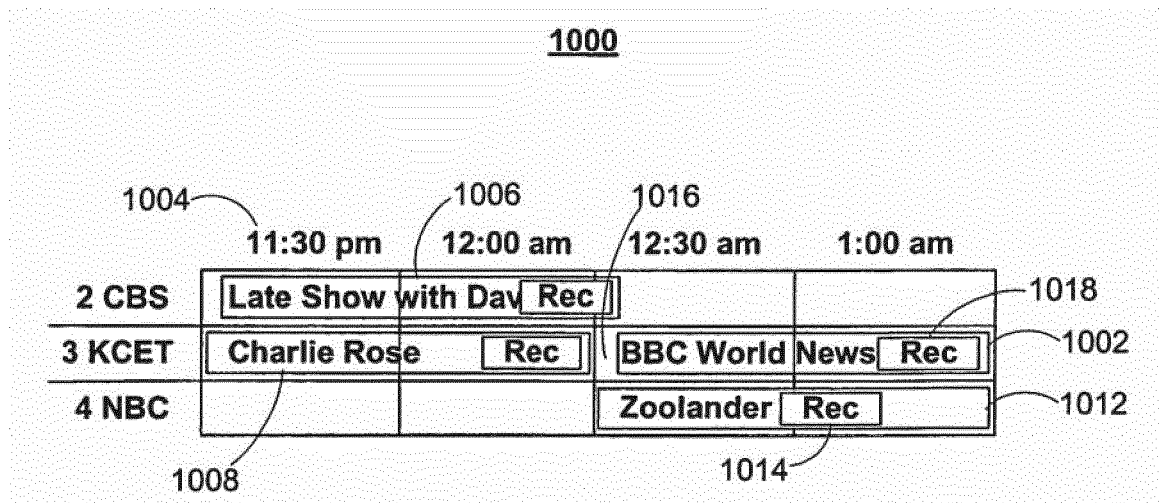 1000
1004 1006 1016
11:30 pm 12:00 am 12:30 am 1:00 am
2 CBS Late Show with Dav Rec
1018
3 KCET Charlie Rose Rec BBC World News Rec 1002
4 NBC Zoolander Rec 1012
1008 1014